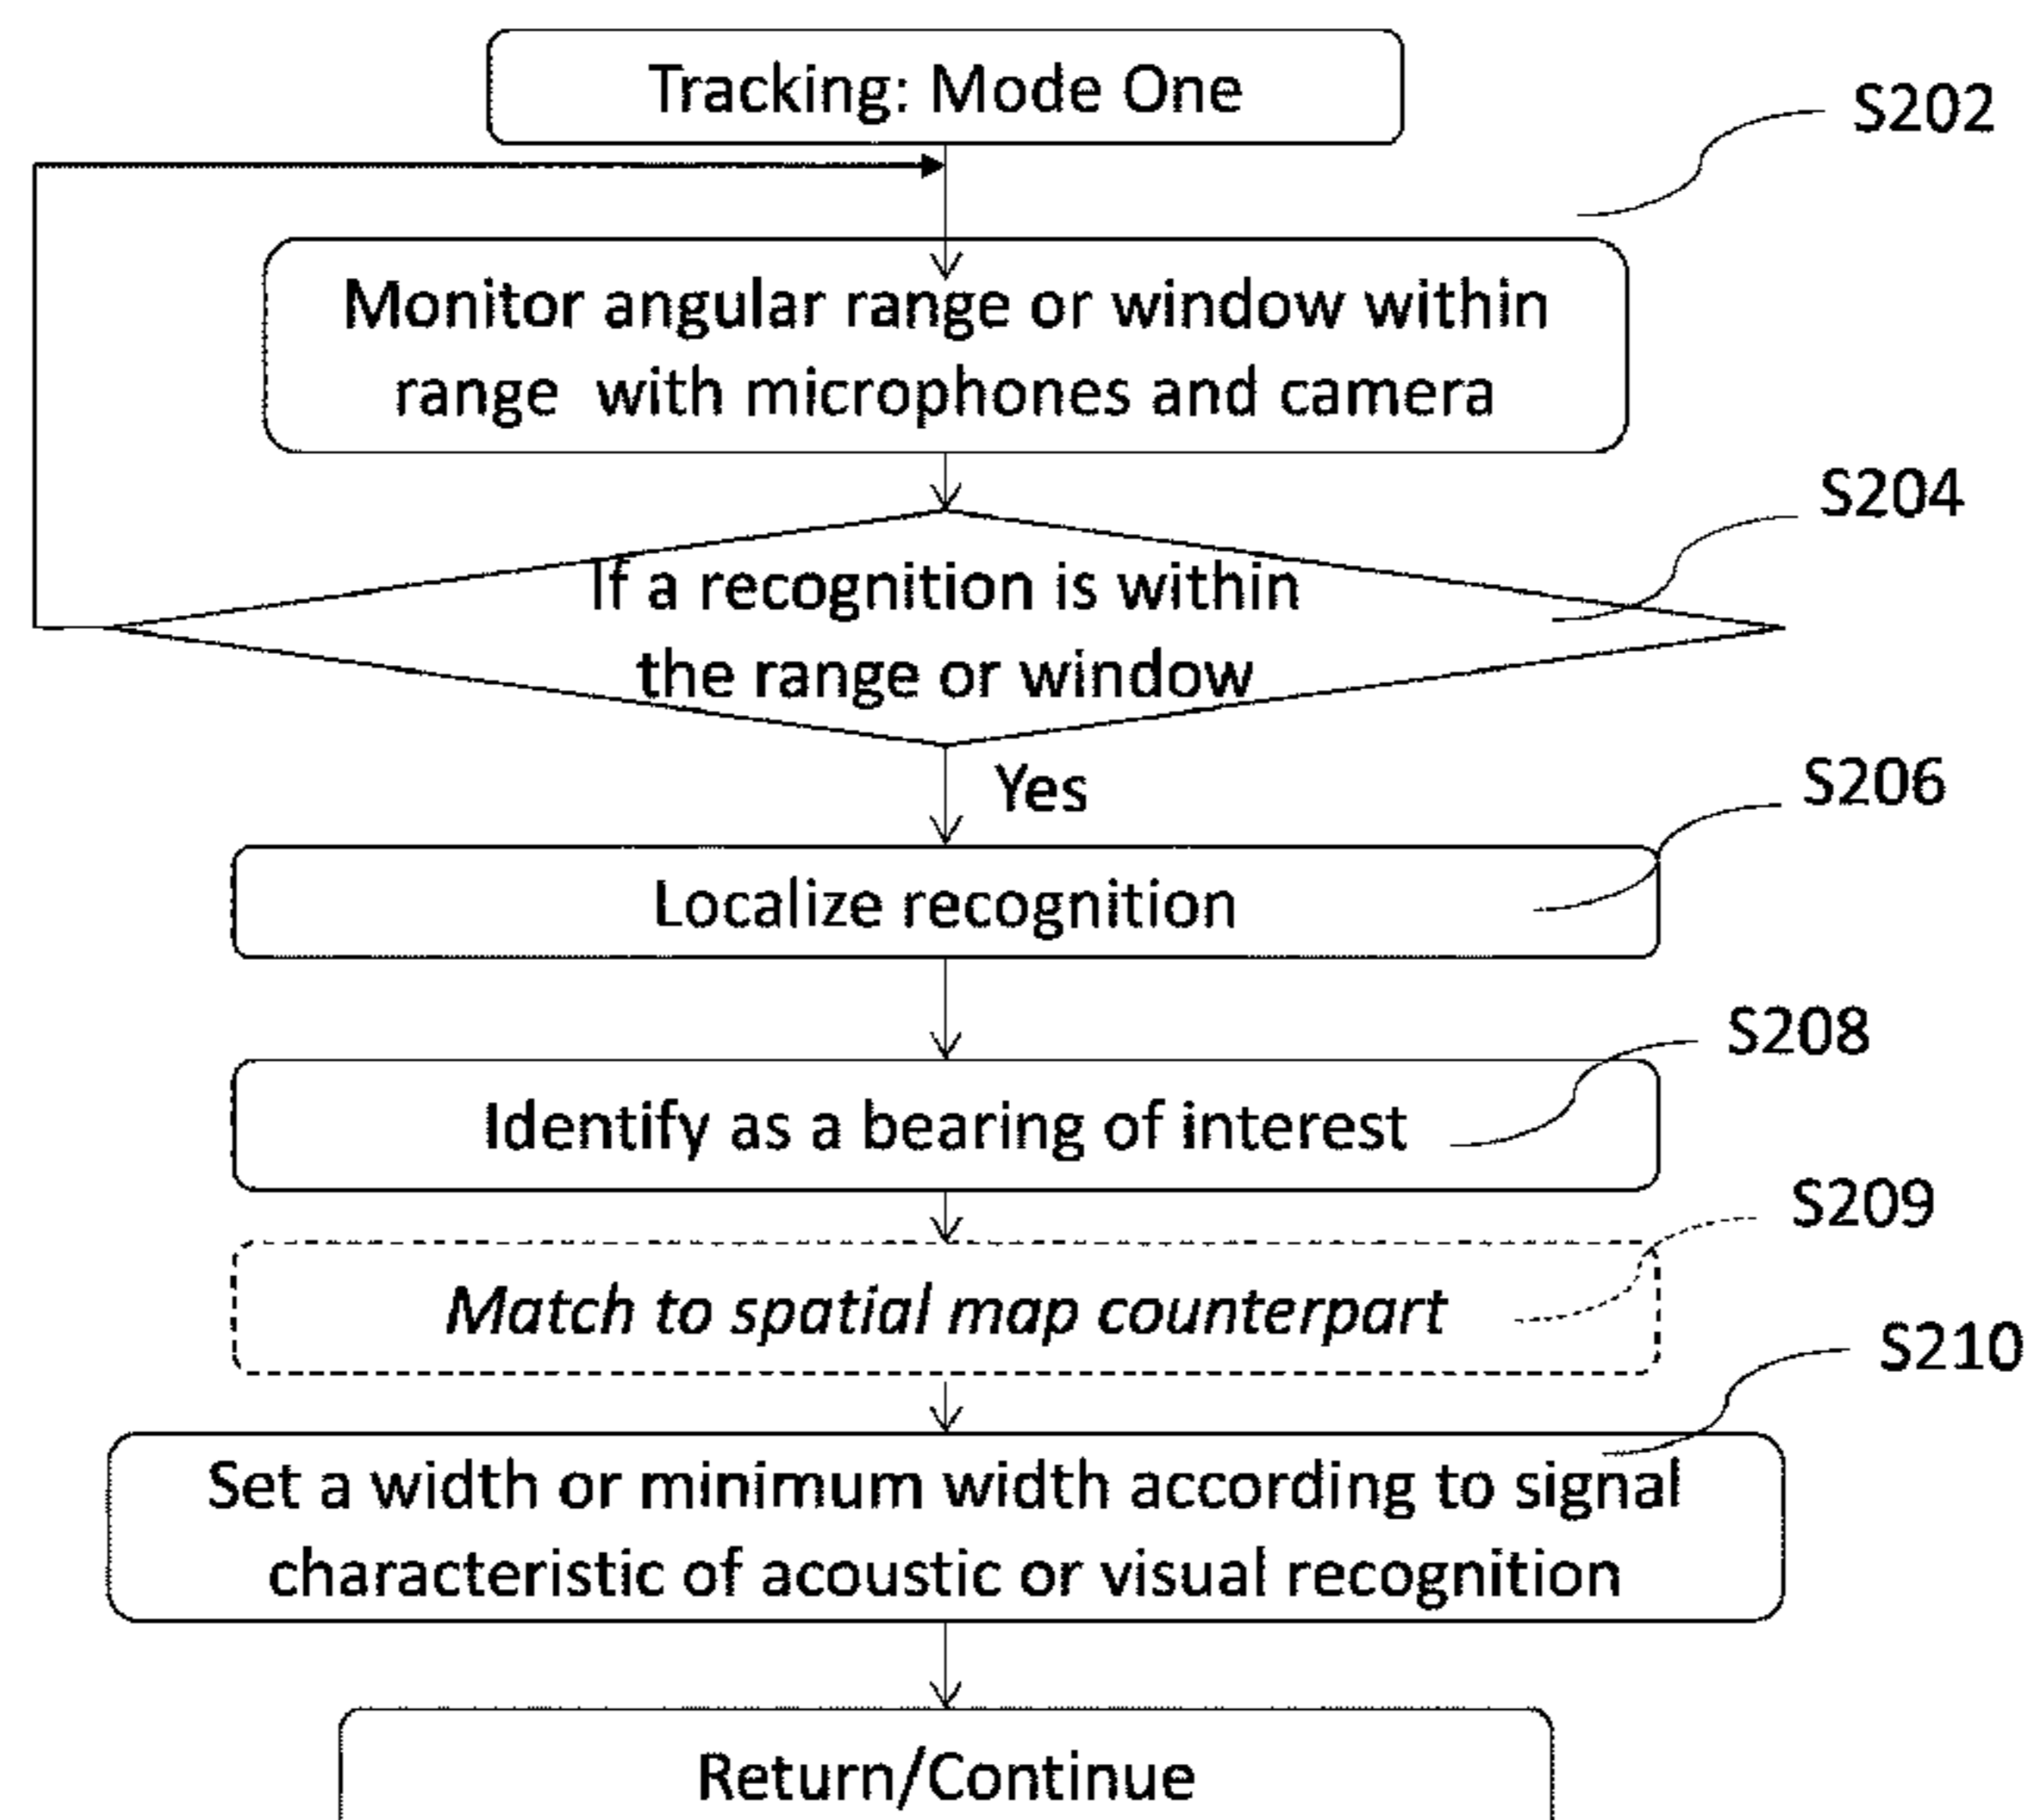 Tracking: Mode One
S202
Monitor angular range or window within
range with microphones and camera
S204
If a recognition is within
the range or window
Yes
S206
Localize recognition
S208
Identify as a bearing of interest
S209
Match to spatial map counterpart
S210
Set a width or minimum width according to signal
characteristic of acoustic or visual recognition
Return/Continue